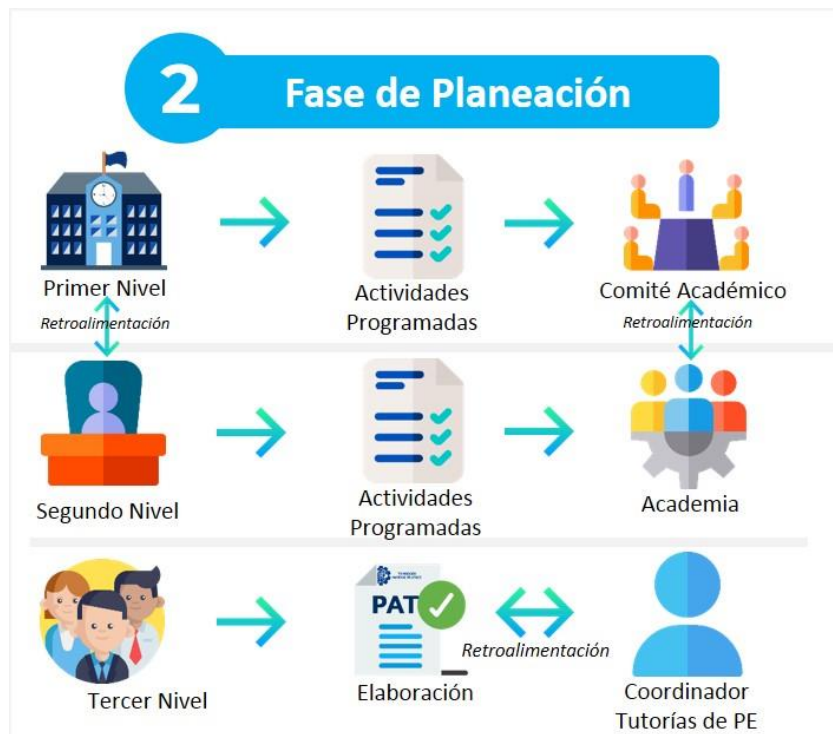 2
Fase de Planeación
Primer Nivel
Actividades
Programadas
Comité Académico
Retroalimentación
Retroalimentación
Segundo Nivel
Actividades
Programadas
Academia
PAT
Tercer Nivel
Elaboración
Retroalimentación
Coordinador
Tutorías de PE